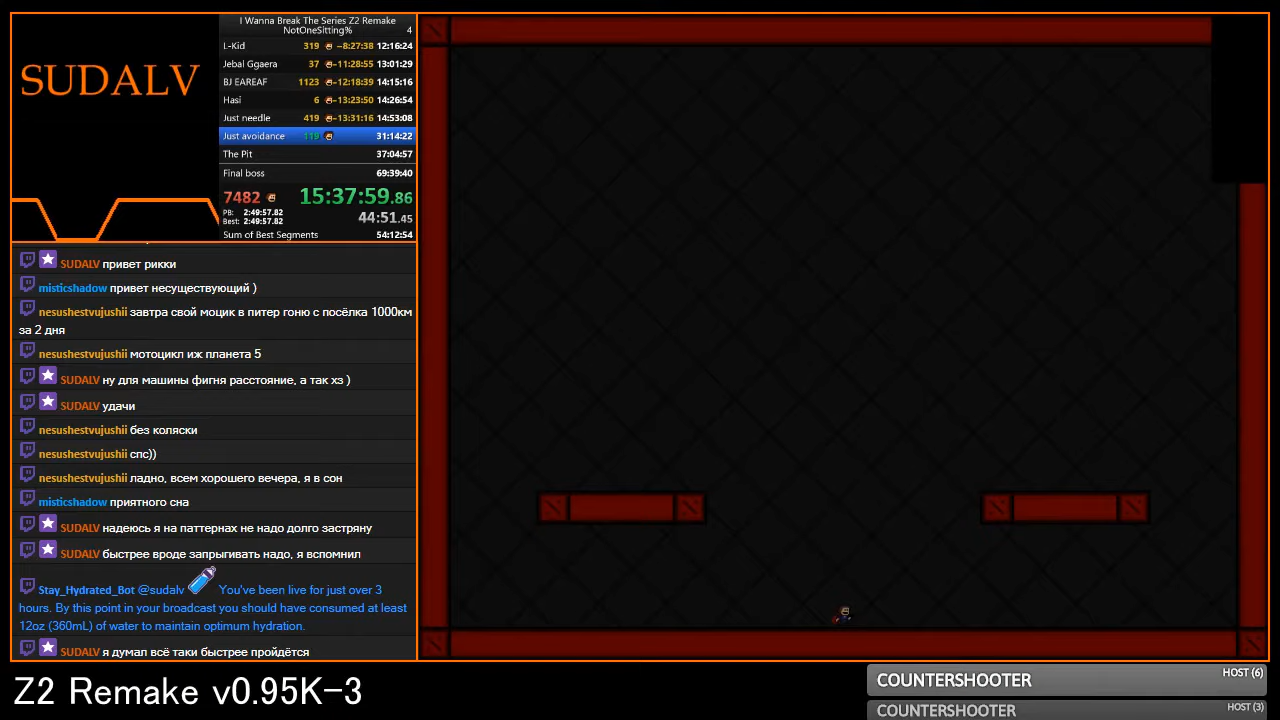 SUDALV
I Wanna Break The Series Z2 Remake
NotOneSitting% 4
L-Kid 319 -8:27:38 12:16:24
Jebal Ggaera 37 -11:28:55 13:01:29
BJ EAREAF 1123 -12:18:39 14:15:16
Hasi 6 -13:23:50 14:26:54
Just needle 419 -13:31:16 14:53:08
Just avoidance 119 31:14:22
The Pit 37:04:57
Final boss 69:39:40
7482 15:37:59.86
PB: 2:49:57.82
Best: 2:49:57.82
44:51.45
Sum of Best Segments 54:12:54
SUDALV привет рикки
misticshadow привет несуществующий )
nesushestvujushii завтра свой моцик в питер гоню с посёлка 1000км
за 2 дня
nesushestvujushii мотоцикл иж планета 5
SUDALV ну для машины фигня расстояние, а так хз )
SUDALV удачи
nesushestvujushii без коляски
nesushestvujushii спс))
nesushestvujushii ладно, всем хорошего вечера, я в сон
misticshadow приятного сна
SUDALV надеюсь я на паттернах не надо долго застряну
SUDALV быстрее вроде запрыгивать надо, я вспомнил
Stay_Hydrated_Bot @sudalv You've been live for just over 3
hours. By this point in your broadcast you should have consumed at least
12oz (360mL) of water to maintain optimum hydration.
SUDALV я думал всё таки быстрее пройдётся
Z2 Remake v0.95K-3
COUNTERSHOOTER HOST (6)
COUNTERSHOOTER HOST (3)